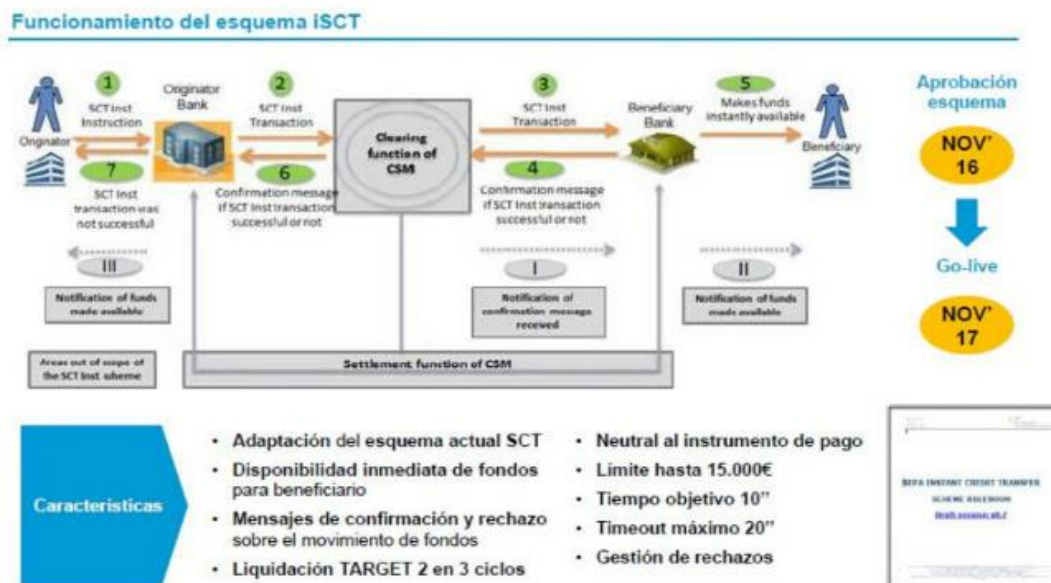 Funcionamiento del esquema iSCT
1
SCT Inst
Instruction
Originator
Bank
2
SCT Inst
Transaction
Clearing
function of
CSM
3
SCT Inst
Transaction
Beneficiary
Bank
5
Makes funds
instantly available
Originator
Beneficiary
7
SCT Inst
transaction was
not successful
6
Confirmation message
if SCT Inst transaction
successful or not
4
Confirmation message
if SCT Inst transaction
successful or not
III
I
II
Notification of funds
made available
Notification of
confirmation message
received
Notification of funds
made available
Areas out of scope of
the SCT Inst scheme
Settlement function of CSM
Aprobación
esquema
NOV'
16
Go-live
NOV'
17
Caracteristicas
• Adaptación del esquema actual SCT
• Disponibilidad inmediata de fondos
para beneficiario
• Mensajes de confirmación y rechazo
sobre el movimiento de fondos
• Liquidación TARGET 2 en 3 ciclos
• Neutral al instrumento de pago
• Límite hasta 15.000€
• Tiempo objetivo 10"
• Timeout máximo 20"
• Gestión de rechazos
SEPA INSTANT CREDIT TRANSFER
SCHEME RULEBOOK